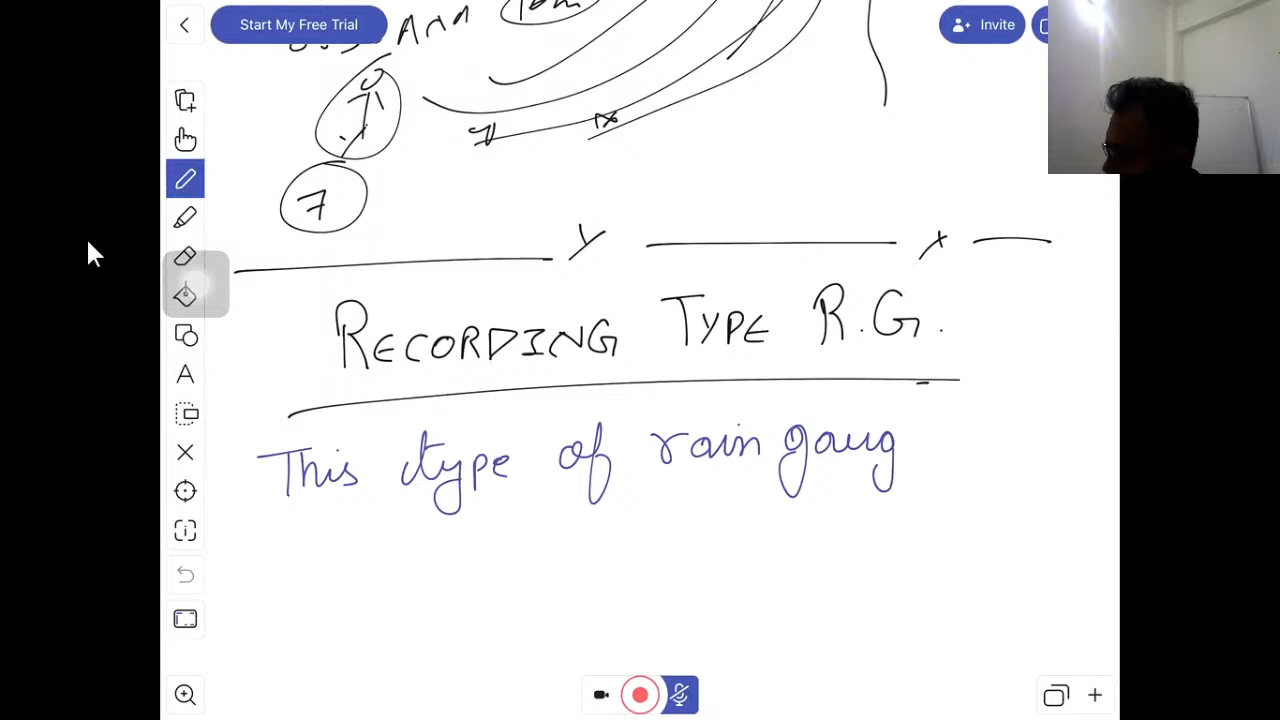 Start My Free Trial
Invite
7
RECORDING TYPE R.G.
This type of rain gaug